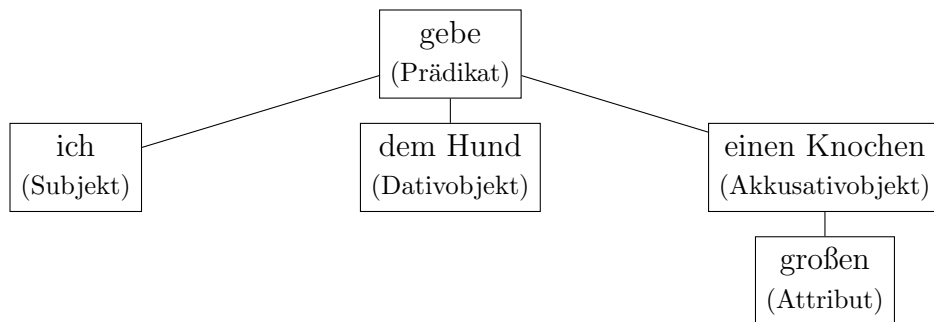 gebe
(Prädikat)
ich
(Subjekt)
dem Hund
(Dativobjekt)
einen Knochen
(Akkusativobjekt)
großen
(Attribut)